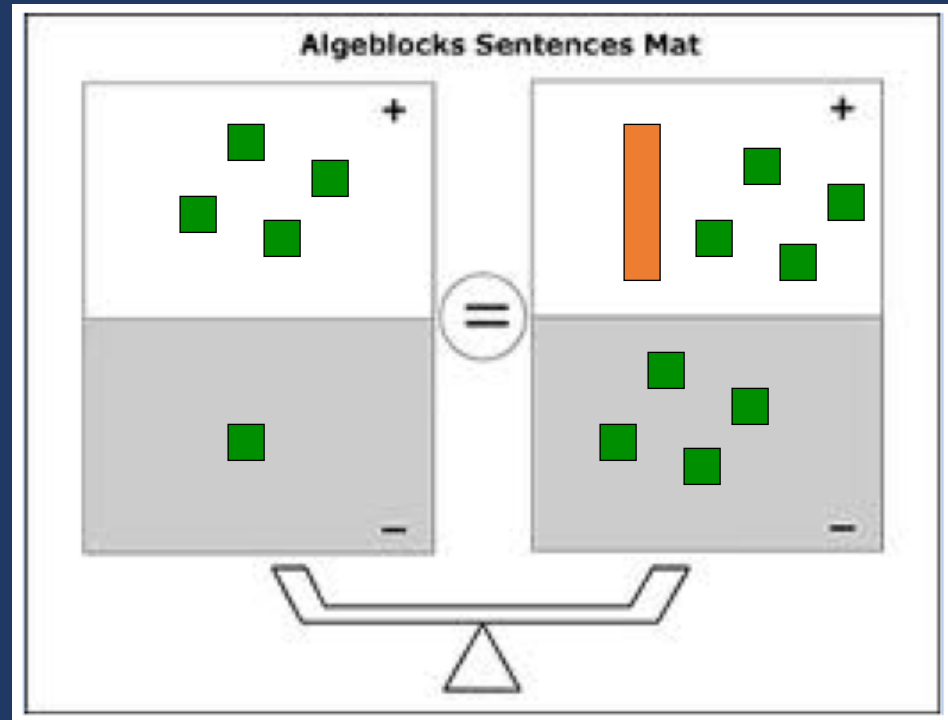 Algeblocks Sentences Mat
+ +
=
− −